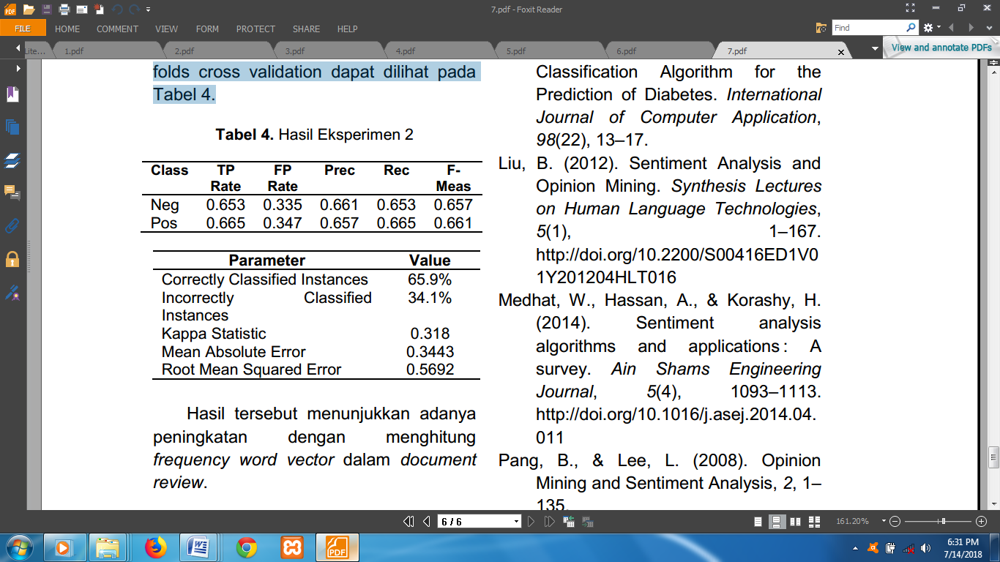 7.pdf - Foxit Reader
FILE HOME COMMENT VIEW FORM PROTECT SHARE HELP
Find
Lite... 1.pdf 2.pdf 3.pdf 4.pdf 5.pdf 6.pdf 7.pdf
View and annotate PDFs
folds cross validation dapat dilihat pada
Tabel 4.
Tabel 4. Hasil Eksperimen 2
Class TP Rate FP Rate Prec Rec F-Meas
Neg 0.653 0.335 0.661 0.653 0.657
Pos 0.665 0.347 0.657 0.665 0.661
Parameter Value
Correctly Classified Instances 65.9%
Incorrectly Classified 34.1%
Instances
Kappa Statistic 0.318
Mean Absolute Error 0.3443
Root Mean Squared Error 0.5692
Hasil tersebut menunjukkan adanya
peningkatan dengan menghitung
frequency word vector dalam document
review.
Classification Algorithm for the
Prediction of Diabetes. International
Journal of Computer Application,
98(22), 13–17.
Liu, B. (2012). Sentiment Analysis and
Opinion Mining. Synthesis Lectures
on Human Language Technologies,
5(1), 1–167.
http://doi.org/10.2200/S00416ED1V0
1Y201204HLT016
Medhat, W., Hassan, A., & Korashy, H.
(2014). Sentiment analysis
algorithms and applications : A
survey. Ain Shams Engineering
Journal, 5(4), 1093–1113.
http://doi.org/10.1016/j.asej.2014.04.
011
Pang, B., & Lee, L. (2008). Opinion
Mining and Sentiment Analysis, 2, 1–
135.
6 / 6
161.20%
6:31 PM
7/14/2018